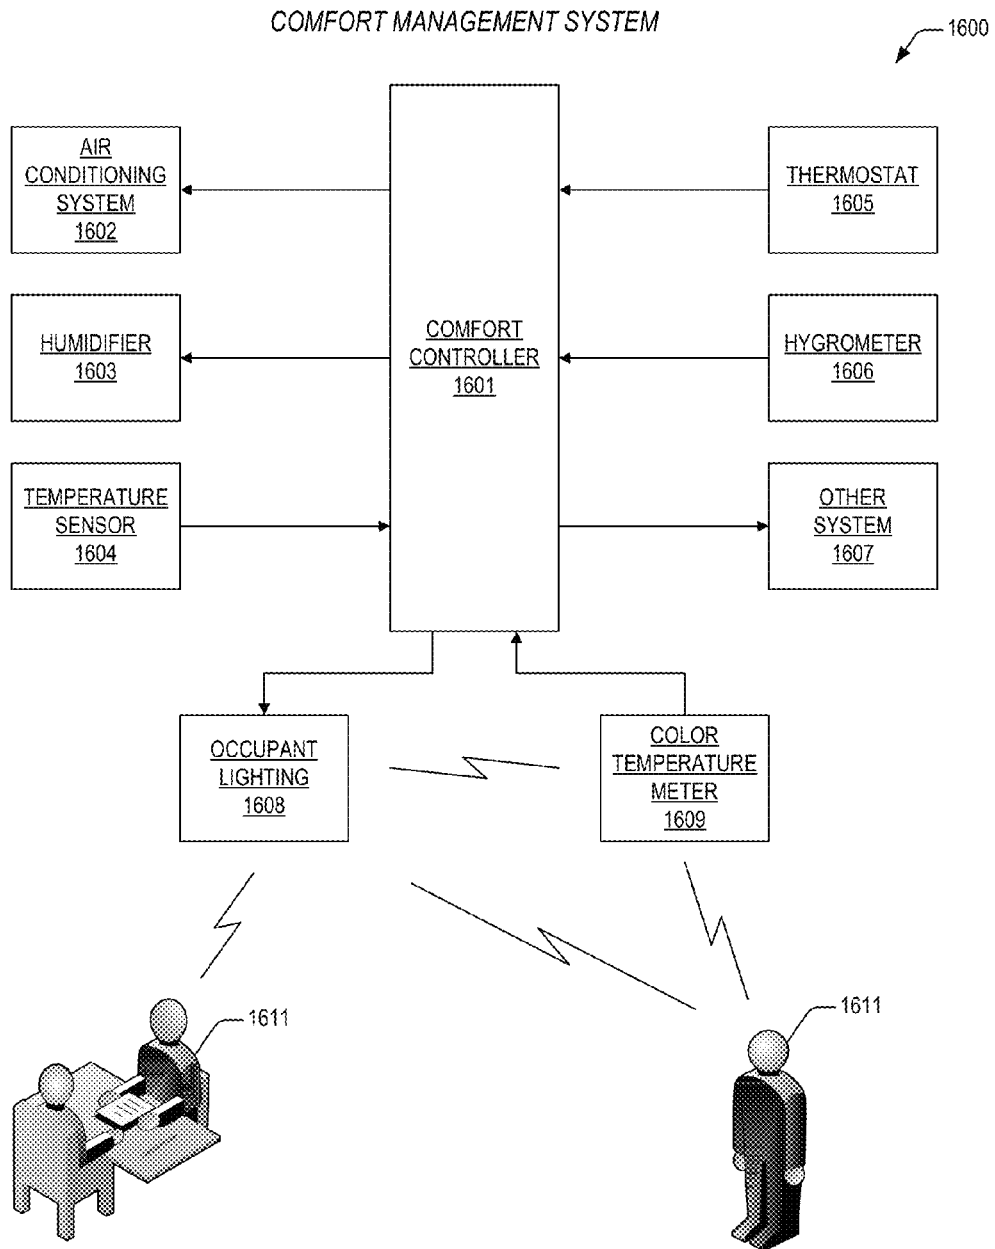 COMFORT MANAGEMENT SYSTEM
1600
AIR
CONDITIONING
SYSTEM
1602
THERMOSTAT
1605
HUMIDIFIER
1603
COMFORT
CONTROLLER
1601
HYGROMETER
1606
TEMPERATURE
SENSOR
1604
OTHER
SYSTEM
1607
OCCUPANT
LIGHTING
1608
COLOR
TEMPERATURE
METER
1609
1611
1611